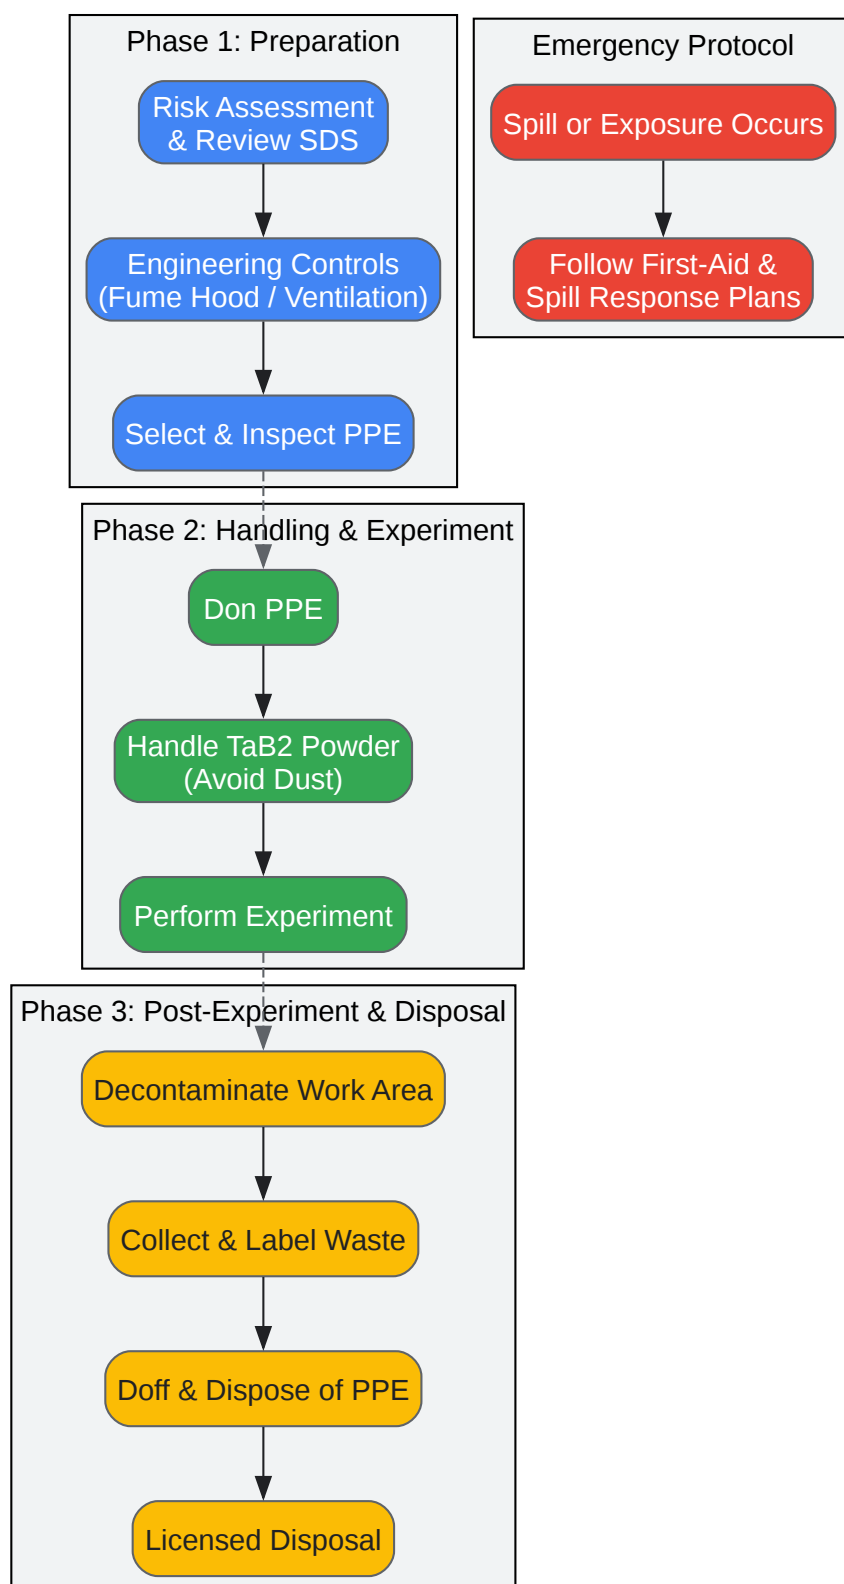 Phase 1: Preparation
Risk Assessment
& Review SDS
Engineering Controls
(Fume Hood / Ventilation)
Select & Inspect PPE
Emergency Protocol
Spill or Exposure Occurs
Follow First-Aid &
Spill Response Plans
Phase 2: Handling & Experiment
Don PPE
Handle TaB2 Powder
(Avoid Dust)
Perform Experiment
Phase 3: Post-Experiment & Disposal
Decontaminate Work Area
Collect & Label Waste
Doff & Dispose of PPE
Licensed Disposal